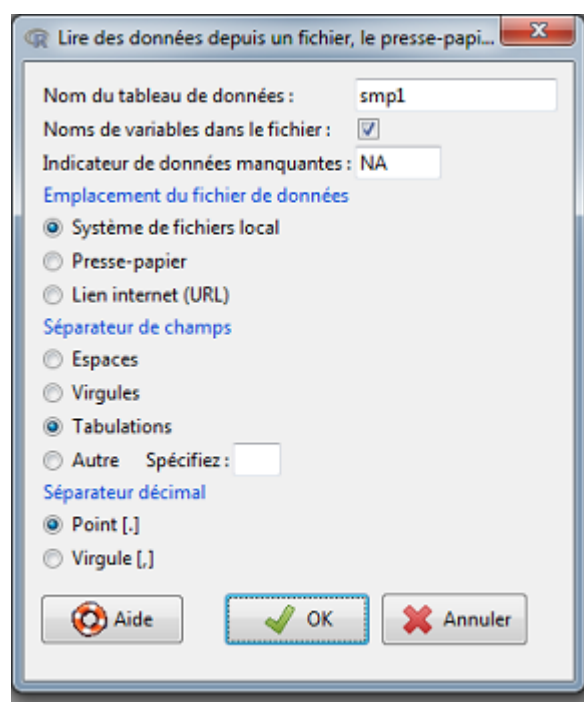 Lire des données depuis un fichier, le presse-papi...
Nom du tableau de données : smp1
Noms de variables dans le fichier :
Indicateur de données manquantes : NA
Emplacement du fichier de données
Système de fichiers local
Presse-papier
Lien internet (URL)
Séparateur de champs
Espaces
Virgules
Tabulations
Autre Spécifiez :
Séparateur décimal
Point [.]
Virgule [,]
Aide OK Annuler